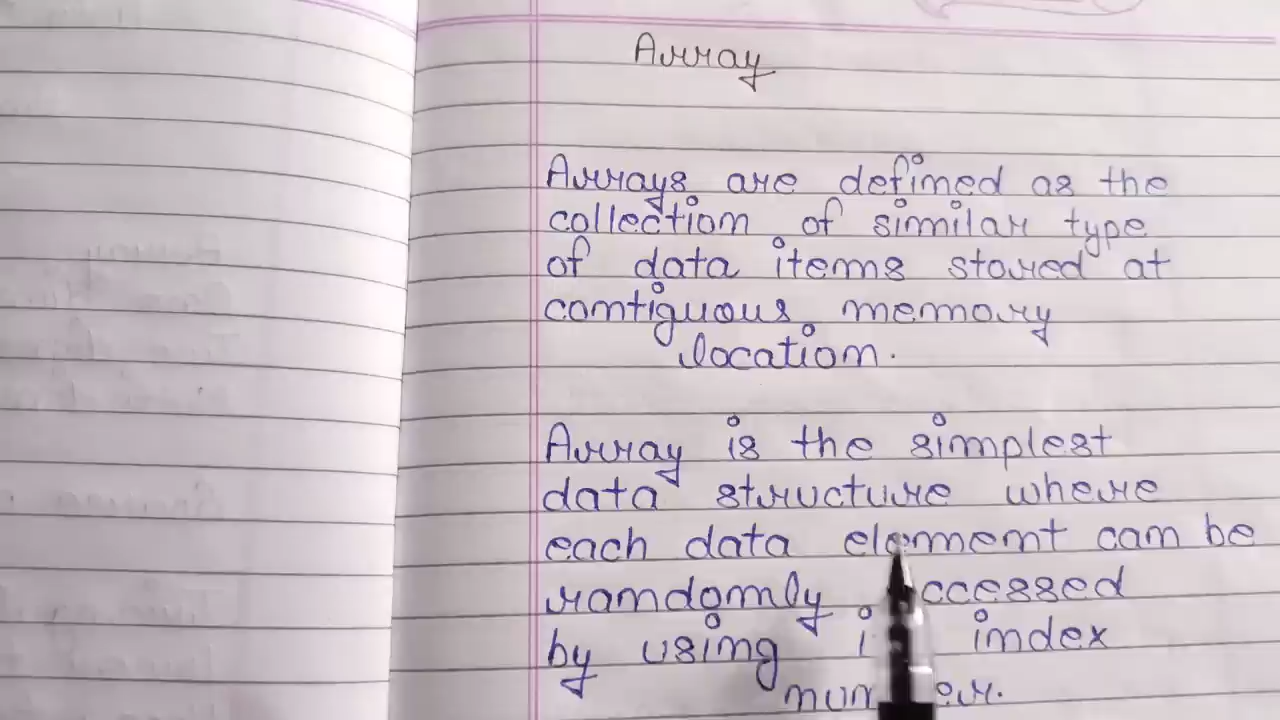 Array
Arrays are defined as the
collection of similar type
of data items stored at
contiguous memory
location.
Array is the simplest
data structure where
each data element can be
randomly accessed
by using index